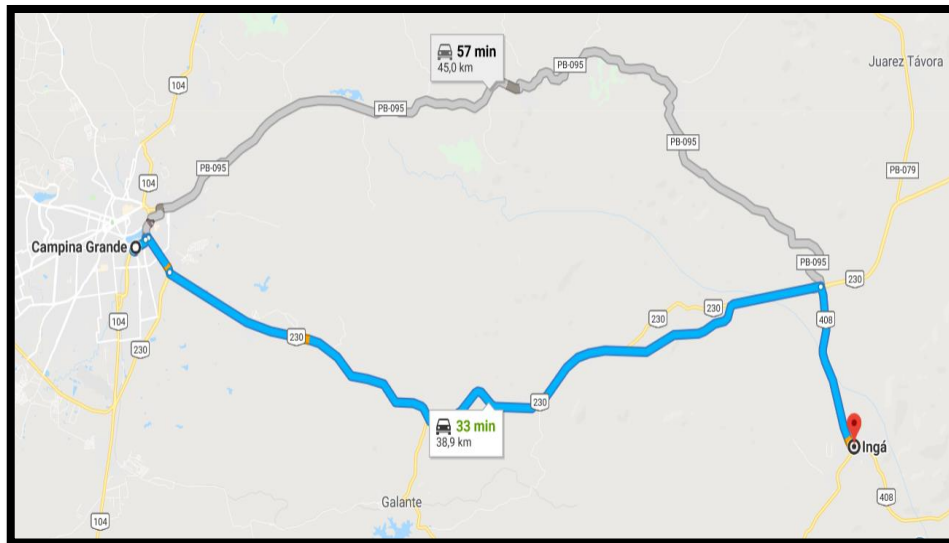 57 min
45,0 km
PB-095
Juarez Távora
104
PB-095
PB-095
PB-079
104
PB-095
Campina Grande
PB-095
230
104
230
230
230
230
408
230
33 min
38,9 km
Ingá
Galante
408
104